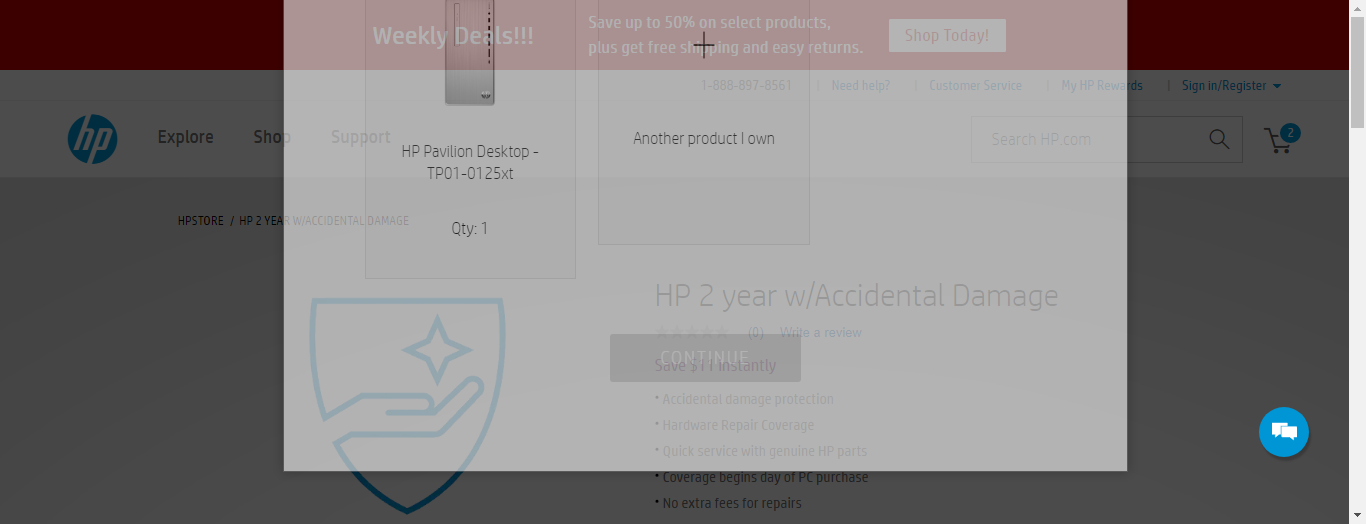 Weekly Deals!!!
Save up to 50% on select products,
plus get free shipping and easy returns.
Shop Today!
1-888-897-8561 | Need help? | Customer Service | My HP Rewards | Sign in/Register
hp
Explore
Shop
Support
Search HP.com
2
HP Pavilion Desktop -
TP01-0125xt
Qty: 1
Another product I own
HPSTORE / HP 2 YEAR W/ACCIDENTAL DAMAGE
HP 2 year w/Accidental Damage
(0) Write a review
CONTINUE
Save $11 instantly
• Accidental damage protection
• Hardware Repair Coverage
• Quick service with genuine HP parts
• Coverage begins day of PC purchase
• No extra fees for repairs